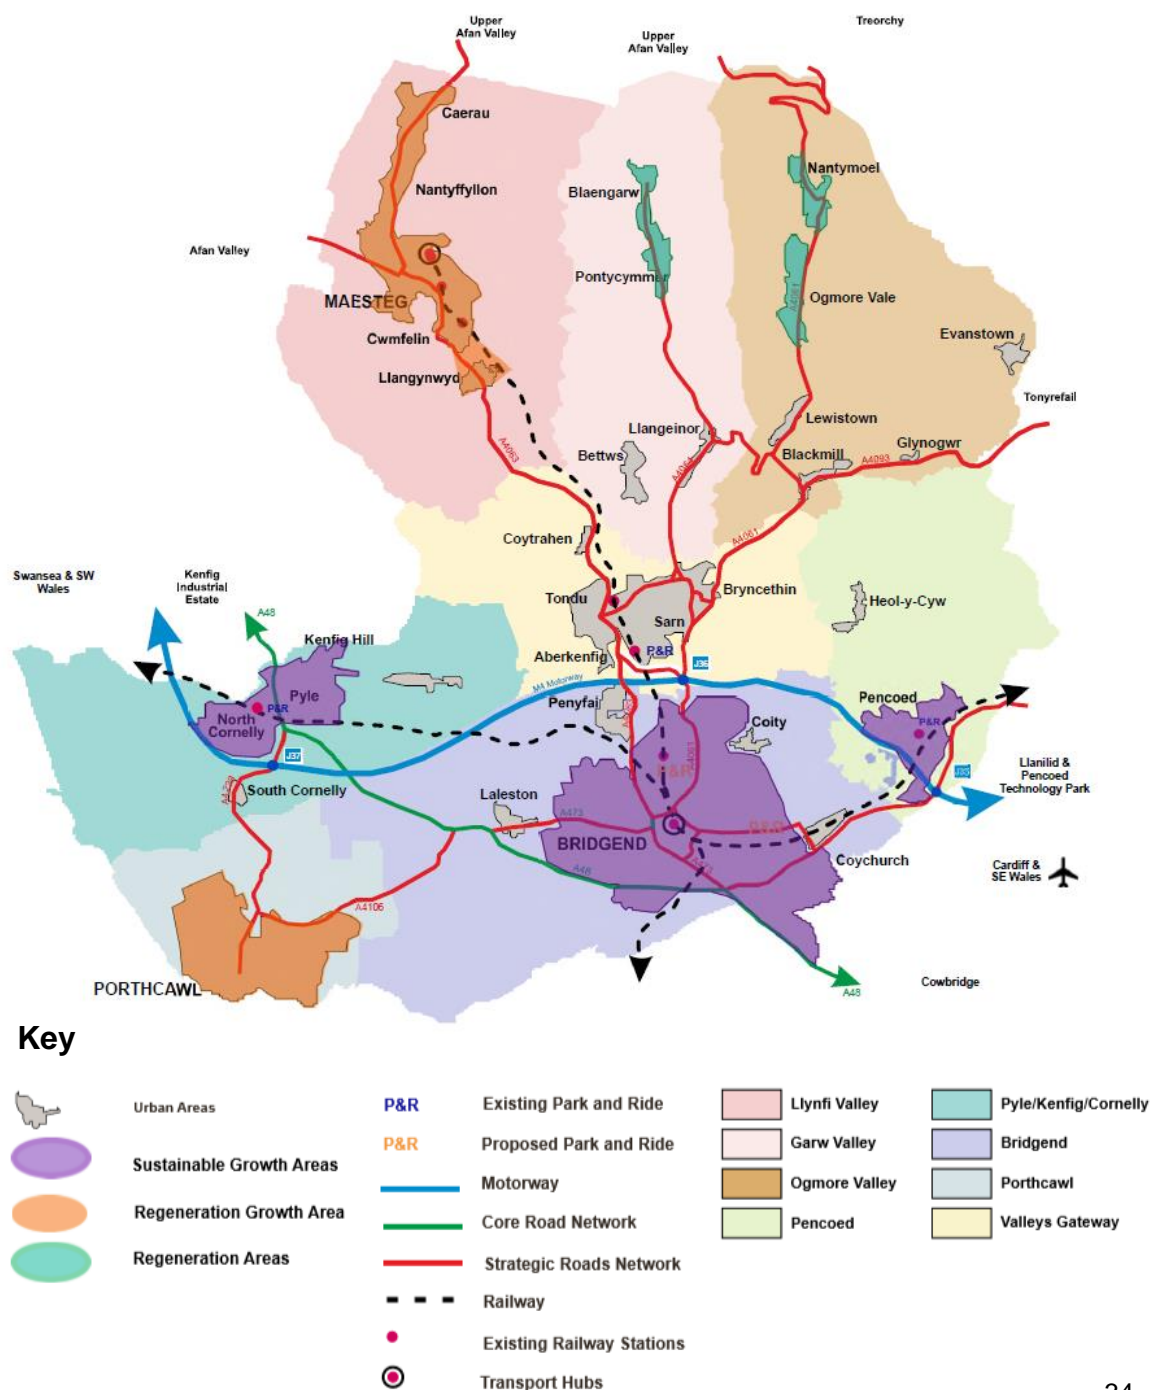 Upper
Afan Valley
Treorchy
Upper
Afan Valley
Caerau
Nantymoel
Nantyffyllon
Blaengarw
Afan Valley
Pontycymmer
MAESTEG
A4061
Ogmore Vale
Cwmfelin
Evanstown
Llangynwyd
Tonyrefail
Lewistown
Llangeinor
A4063
Bettws
Blackmill
Glynogwr
A4093
A4064
Coytrahen
A4061
Swansea & SW
Wales
Kenfig
Industrial
Estate
Tondu
Bryncethin
Heol-y-Cyw
A48
Sarn
Kenfig Hill
Aberkenfig
P&R
J36
M4 Motorway
Pyle
Penyfai
Pencoed
P&R
North
Cornelly
Coity
P&R
A4061
J37
P&R
J35
Llanilid &
Pencoed
Technology Park
South Cornelly
Laleston
A473
P&R
BRIDGEND
Coychurch
A48
A473
Cardiff &
SE Wales
A4106
PORTHCAWL
Cowbridge
A48
Key
Urban Areas
Sustainable Growth Areas
Regeneration Growth Area
Regeneration Areas
P&R Existing Park and Ride
P&R Proposed Park and Ride
Motorway
Core Road Network
Strategic Roads Network
Railway
Existing Railway Stations
Transport Hubs
Llynfi Valley
Garw Valley
Ogmore Valley
Pencoed
Pyle/Kenfig/Cornelly
Bridgend
Porthcawl
Valleys Gateway